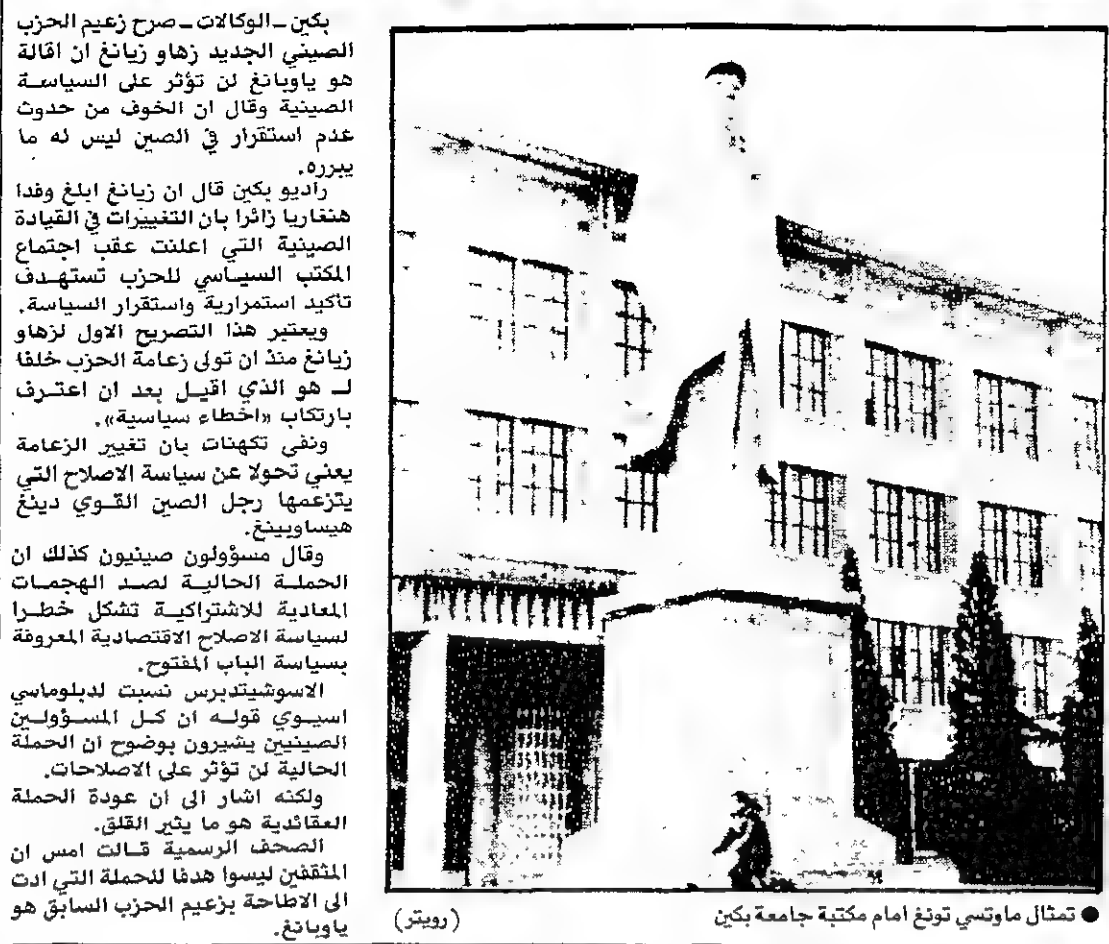 بكين ــ الوكالات ــ صرح زعيم الحزب
الصيني الجديد زهاو زيانغ ان اقالة
هو ياوبانغ لن تؤثر على السياسة
الصينية وقال ان الخوف من حدوث
عدم استقرار في الصين ليس له ما
يبرره.
راديو بكين قال ان زيانغ ابلغ وفدا
هنغاريا زائرا بان التغييرات في القيادة
الصينية التي اعلنت عقب اجتماع
المكتب السياسي للحزب تستهدف
تأكيد استمرارية واستقرار السياسة.
ويعتبر هذا التصريح الاول لزهاو
زيانغ منذ ان تولى زعامة الحزب خلفا
لـ هو الذي اقيل بعد ان اعترف
بارتكاب «اخطاء سياسية».
ونفى تكهنات بان تغيير الزعامة
يعني تحولا عن سياسة الاصلاح التي
يتزعمها رجل الصين القوي دينغ
هيساوبينغ.
وقال مسؤولون صينيون كذلك ان
الحملة الحالية لصد الهجمات
المعادية للاشتراكية تشكل خطرا
لسياسة الاصلاح الاقتصادية المعروفة
بسياسة الباب المفتوح.
الاسوشيتدبرس نسبت لدبلوماسي
اسيوي قوله ان كل المسؤولين
الصينيين يشيرون بوضوح ان الحملة
الحالية لن تؤثر على الاصلاحات.
ولكنه اشار الى ان عودة الحملة
العقائدية هو ما يثير القلق.
الصحف الرسمية قالت امس ان
المثقفين ليسوا هدفا للحملة التي ادت
الى الاطاحة بزعيم الحزب السابق هو
ياوبانغ.
● تمثال ماوتسي تونغ امام مكتبة جامعة بكين (رويتر)